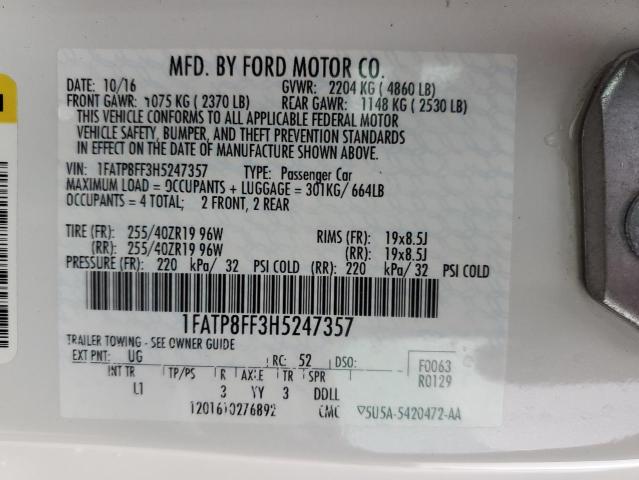 MFD. BY FORD MOTOR CO.
DATE: 10/16 GVWR: 2204 KG ( 4860 LB)
FRONT GAWR: 1075 KG ( 2370 LB) REAR GAWR: 1148 KG ( 2530 LB)
THIS VEHICLE CONFORMS TO ALL APPLICABLE FEDERAL MOTOR
VEHICLE SAFETY, BUMPER, AND THEFT PREVENTION STANDARDS
IN EFFECT ON THE DATE OF MANUFACTURE SHOWN ABOVE.
VIN: 1FATP8FF3H5247357 TYPE: Passenger Car
MAXIMUM LOAD = OCCUPANTS + LUGGAGE = 301KG/ 664LB
OCCUPANTS = 4 TOTAL: 2 FRONT, 2 REAR
TIRE (FR): 255/40ZR19 96W RIMS (FR): 19x8.5J
(RR): 255/40ZR19 96W (RR): 19x8.5J
PRESSURE (FR): 220 kPa/ 32 PSI COLD (RR): 220 kPa/ 32 PSI COLD
1FATP8FF3H5247357
TRAILER TOWING - SEE OWNER GUIDE
EXT PNT: UG RC: 52 DSO: F0063
INT TR TP/PS R AXLE TR SPR R0129
L1 3 YY 3 DDLL
1201610276892 CMC ▽5U5A-5420472-AA